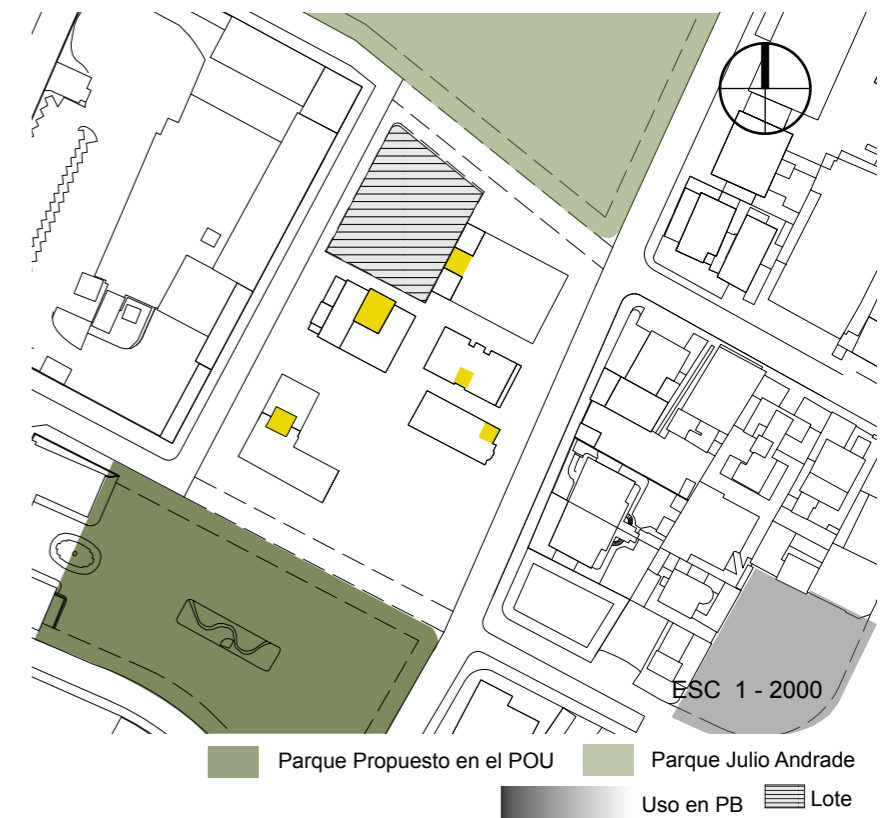 ESC 1 - 2000
Parque Propuesto en el POU
Parque Julio Andrade
Uso en PB
Lote